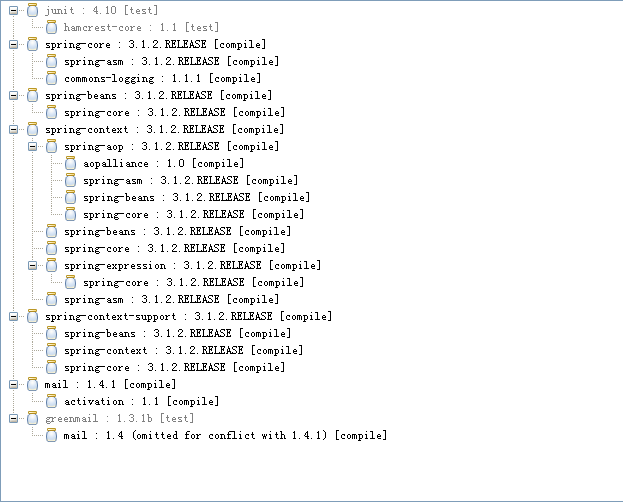 junit : 4.10 [test]
hamcrest-core : 1.1 [test]
spring-core : 3.1.2.RELEASE [compile]
spring-asm : 3.1.2.RELEASE [compile]
commons-logging : 1.1.1 [compile]
spring-beans : 3.1.2.RELEASE [compile]
spring-core : 3.1.2.RELEASE [compile]
spring-context : 3.1.2.RELEASE [compile]
spring-aop : 3.1.2.RELEASE [compile]
aopalliance : 1.0 [compile]
spring-asm : 3.1.2.RELEASE [compile]
spring-beans : 3.1.2.RELEASE [compile]
spring-core : 3.1.2.RELEASE [compile]
spring-beans : 3.1.2.RELEASE [compile]
spring-core : 3.1.2.RELEASE [compile]
spring-expression : 3.1.2.RELEASE [compile]
spring-core : 3.1.2.RELEASE [compile]
spring-asm : 3.1.2.RELEASE [compile]
spring-context-support : 3.1.2.RELEASE [compile]
spring-beans : 3.1.2.RELEASE [compile]
spring-context : 3.1.2.RELEASE [compile]
spring-core : 3.1.2.RELEASE [compile]
mail : 1.4.1 [compile]
activation : 1.1 [compile]
greenmail : 1.3.1b [test]
mail : 1.4 (omitted for conflict with 1.4.1) [compile]